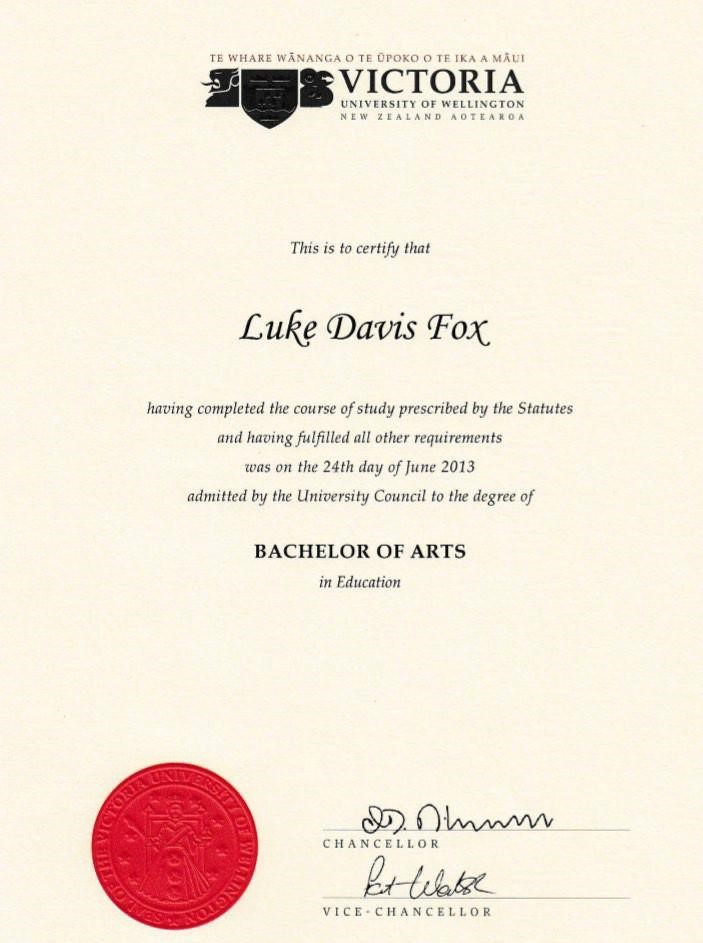 TE WHARE WĀNANGA O TE ŪPOKO O TE IKA A MĀUI
VICTORIA
UNIVERSITY OF WELLINGTON
NEW ZEALAND AOTEAROA
This is to certify that
Luke Davis Fox
having completed the course of study prescribed by the Statutes
and having fulfilled all other requirements
was on the 24th day of June 2013
admitted by the University Council to the degree of
BACHELOR OF ARTS
in Education
SEAL OF THE VICTORIA UNIVERSITY OF WELLINGTON
CHANCELLOR
Pat Walsh
VICE-CHANCELLOR